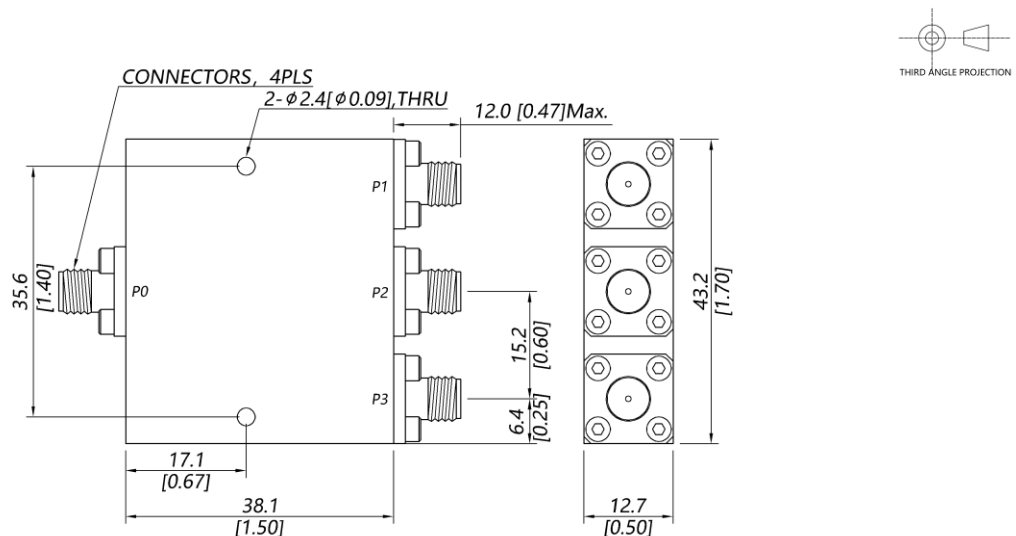 THIRD ANGLE PROJECTION
CONNECTORS, 4PLS
2-ϕ2.4[ϕ0.09],THRU
12.0 [0.47]Max.
P1
P0
P2
P3
35.6
[1.40]
15.2
[0.60]
6.4
[0.25]
43.2
[1.70]
17.1
[0.67]
38.1
[1.50]
12.7
[0.50]